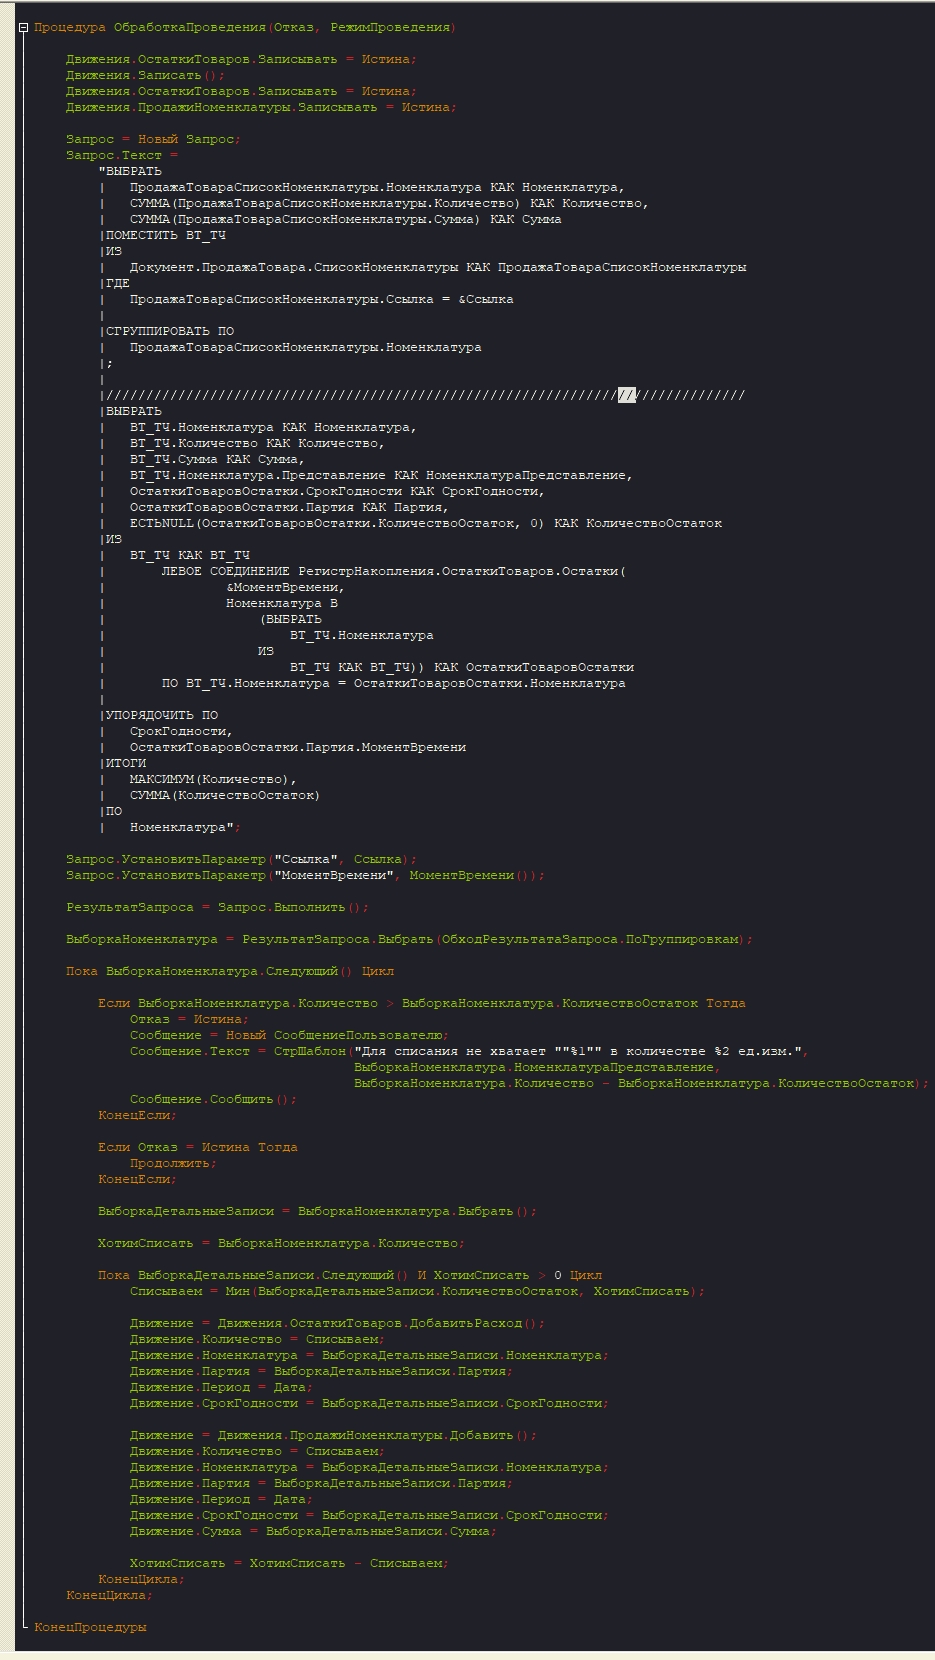 Процедура ОбработкаПроведения(Отказ, РежимПроведения)
Движения.ОстаткиТоваров.Записывать = Истина;
Движения.Записать();
Движения.ОстаткиТоваров.Записывать = Истина;
Движения.ПродажиНоменклатуры.Записывать = Истина;
Запрос = Новый Запрос;
Запрос.Текст =
"ВЫБРАТЬ
|	ПродажаТовараСписокНоменклатуры.Номенклатура КАК Номенклатура,
|	СУММА(ПродажаТовараСписокНоменклатуры.Количество) КАК Количество,
|	СУММА(ПродажаТовараСписокНоменклатуры.Сумма) КАК Сумма
|ПОМЕСТИТЬ ВТ_ТЧ
|ИЗ
|	Документ.ПродажаТовара.СписокНоменклатуры КАК ПродажаТовараСписокНоменклатуры
|ГДЕ
|	ПродажаТовараСписокНоменклатуры.Ссылка = &Ссылка
|
|СГРУППИРОВАТЬ ПО
|	ПродажаТовараСписокНоменклатуры.Номенклатура
|;
|
|////////////////////////////////////////////////////////////////////////////////
|ВЫБРАТЬ
|	ВТ_ТЧ.Номенклатура КАК Номенклатура,
|	ВТ_ТЧ.Количество КАК Количество,
|	ВТ_ТЧ.Сумма КАК Сумма,
|	ВТ_ТЧ.Номенклатура.Представление КАК НоменклатураПредставление,
|	ОстаткиТоваровОстатки.СрокГодности КАК СрокГодности,
|	ОстаткиТоваровОстатки.Партия КАК Партия,
|	ЕСТЬNULL(ОстаткиТоваровОстатки.КоличествоОстаток, 0) КАК КоличествоОстаток
|ИЗ
|	ВТ_ТЧ КАК ВТ_ТЧ
|		ЛЕВОЕ СОЕДИНЕНИЕ РегистрНакопления.ОстаткиТоваров.Остатки(
|				&МоментВремени,
|				Номенклатура В
|					(ВЫБРАТЬ
|						ВТ_ТЧ.Номенклатура
|					ИЗ
|						ВТ_ТЧ КАК ВТ_ТЧ)) КАК ОстаткиТоваровОстатки
|		ПО ВТ_ТЧ.Номенклатура = ОстаткиТоваровОстатки.Номенклатура
|
|УПОРЯДОЧИТЬ ПО
|	СрокГодности,
|	ОстаткиТоваровОстатки.Партия.МоментВремени
|ИТОГИ
|	МАКСИМУМ(Количество),
|	СУММА(КоличествоОстаток)
|ПО
|	Номенклатура";
Запрос.УстановитьПараметр("Ссылка", Ссылка);
Запрос.УстановитьПараметр("МоментВремени", МоментВремени());
РезультатЗапроса = Запрос.Выполнить();
ВыборкаНоменклатура = РезультатЗапроса.Выбрать(ОбходРезультатаЗапроса.ПоГруппировкам);
Пока ВыборкаНоменклатура.Следующий() Цикл
Если ВыборкаНоменклатура.Количество > ВыборкаНоменклатура.КоличествоОстаток Тогда
Отказ = Истина;
Сообщение = Новый СообщениеПользователю;
Сообщение.Текст = СтрШаблон("Для списания не хватает ""%1"" в количестве %2 ед.изм.",
ВыборкаНоменклатура.НоменклатураПредставление,
ВыборкаНоменклатура.Количество - ВыборкаНоменклатура.КоличествоОстаток);
Сообщение.Сообщить();
КонецЕсли;
Если Отказ = Истина Тогда
Продолжить;
КонецЕсли;
ВыборкаДетальныеЗаписи = ВыборкаНоменклатура.Выбрать();
ХотимСписать = ВыборкаНоменклатура.Количество;
Пока ВыборкаДетальныеЗаписи.Следующий() И ХотимСписать > 0 Цикл
Списываем = Мин(ВыборкаДетальныеЗаписи.КоличествоОстаток, ХотимСписать);
Движение = Движения.ОстаткиТоваров.ДобавитьРасход();
Движение.Количество = Списываем;
Движение.Номенклатура = ВыборкаДетальныеЗаписи.Номенклатура;
Движение.Партия = ВыборкаДетальныеЗаписи.Партия;
Движение.Период = Дата;
Движение.СрокГодности = ВыборкаДетальныеЗаписи.СрокГодности;
Движение = Движения.ПродажиНоменклатуры.Добавить();
Движение.Количество = Списываем;
Движение.Номенклатура = ВыборкаДетальныеЗаписи.Номенклатура;
Движение.Партия = ВыборкаДетальныеЗаписи.Партия;
Движение.Период = Дата;
Движение.СрокГодности = ВыборкаДетальныеЗаписи.СрокГодности;
Движение.Сумма = ВыборкаДетальныеЗаписи.Сумма;
ХотимСписать = ХотимСписать - Списываем;
КонецЦикла;
КонецЦикла;
КонецПроцедуры